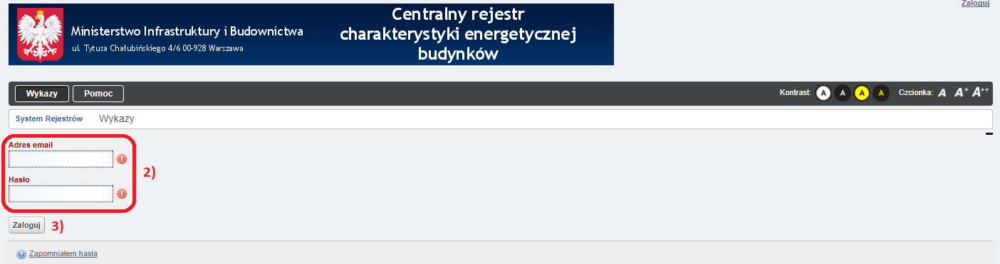 Zaloguj
Ministerstwo Infrastruktury i Budownictwa
ul. Tytusa Chałubińskiego 4/6 00-928 Warszawa
Centralny rejestr
charakterystyki energetycznej
budynków
Wykazy Pomoc Kontrast: A A A A Czcionka: A A+ A++
System Rejestrów Wykazy
Adres email
2)
Hasło
Zaloguj 3)
Zapomniałem hasła